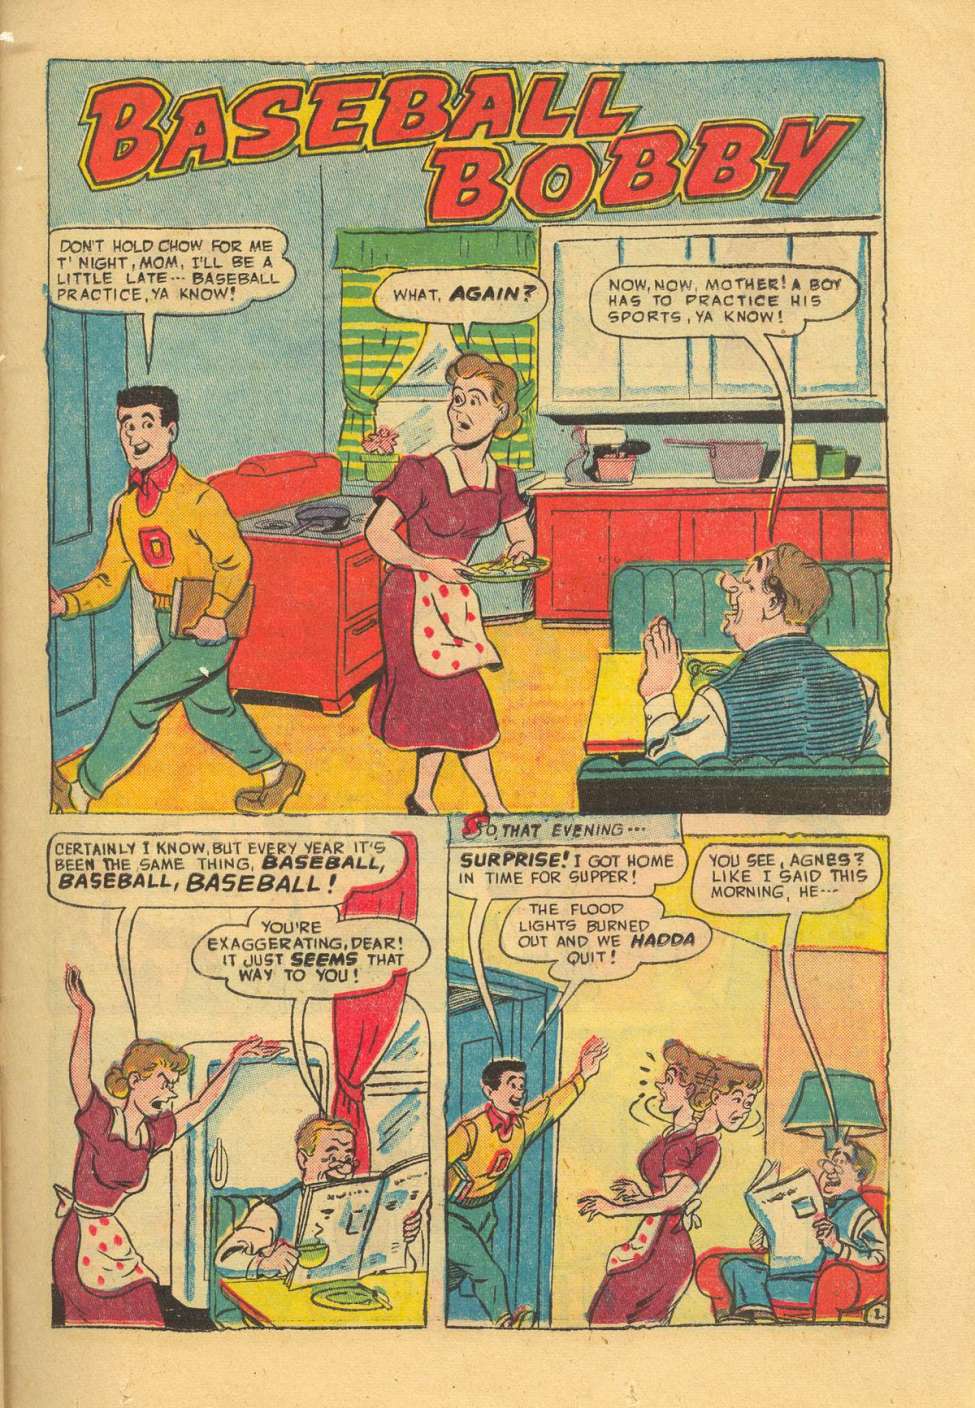 BASEBALL
BOBBY
DON'T HOLD CHOW FOR ME
T' NIGHT, MOM, I'LL BE A
LITTLE LATE--- BASEBALL
PRACTICE, YA KNOW!
WHAT, AGAIN?
NOW, NOW, MOTHER! A BOY
HAS TO PRACTICE HIS
SPORTS, YA KNOW!
D
CERTAINLY I KNOW, BUT EVERY YEAR IT'S
BEEN THE SAME THING, BASEBALL,
BASEBALL, BASEBALL!
YOU'RE
EXAGGERATING, DEAR!
IT JUST SEEMS THAT
WAY TO YOU!
SO, THAT EVENING---
SURPRISE! I GOT HOME
IN TIME FOR SUPPER!
THE FLOOD
LIGHTS BURNED
OUT AND WE HADDA
QUIT!
YOU SEE, AGNES?
LIKE I SAID THIS
MORNING, HE---
D